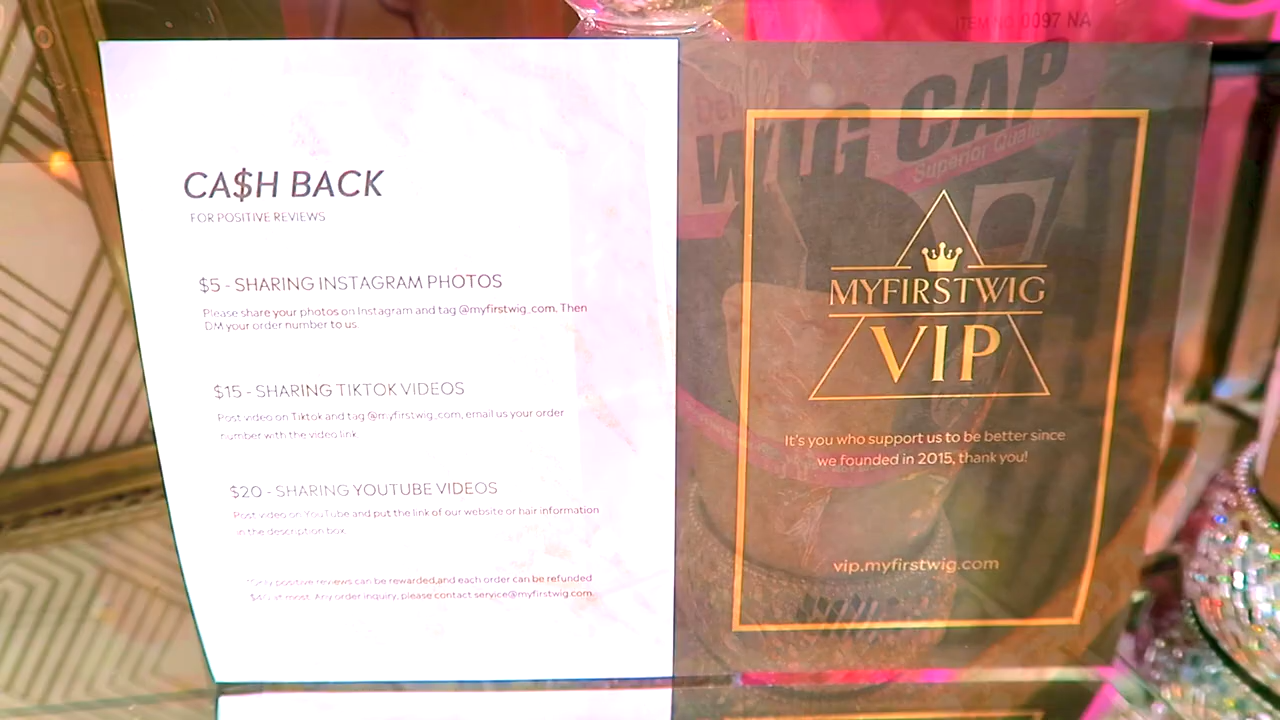 CA$H BACK
FOR POSITIVE REVIEWS
$5 - SHARING INSTAGRAM PHOTOS
Please share your photos on Instagram and tag @myfirstwig_com. Then
DM your order number to us.
$15 - SHARING TIKTOK VIDEOS
Post video on Tiktok and tag @myfirstwig_com, email us your order
number with the video link.
$20 - SHARING YOUTUBE VIDEOS
Post video on YouTube and put the link of our website or hair information
in the description box.
*Only positive reviews can be rewarded,and each order can be refunded
at most. Any order inquiry, please contact service@myfirstwig.com.
ITEM NO. 0097 NA
WIG CAP
Superior Quality
MYFIRSTWIG
VIP
It's you who support us to be better since
we founded in 2015, thank you!
vip.myfirstwig.com